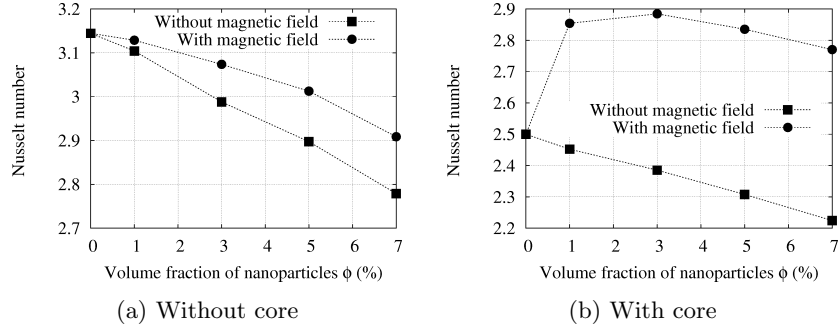 3.2
3.1
3
2.9
2.8
2.7
Nusselt number
Without magnetic field
With magnetic field
0 1 2 3 4 5 6 7
Volume fraction of nanoparticles ϕ (%)
(a) Without core
2.9
2.8
2.7
2.6
2.5
2.4
2.3
2.2
Nusselt number
Without magnetic field
With magnetic field
0 1 2 3 4 5 6 7
Volume fraction of nanoparticles ϕ (%)
(b) With core